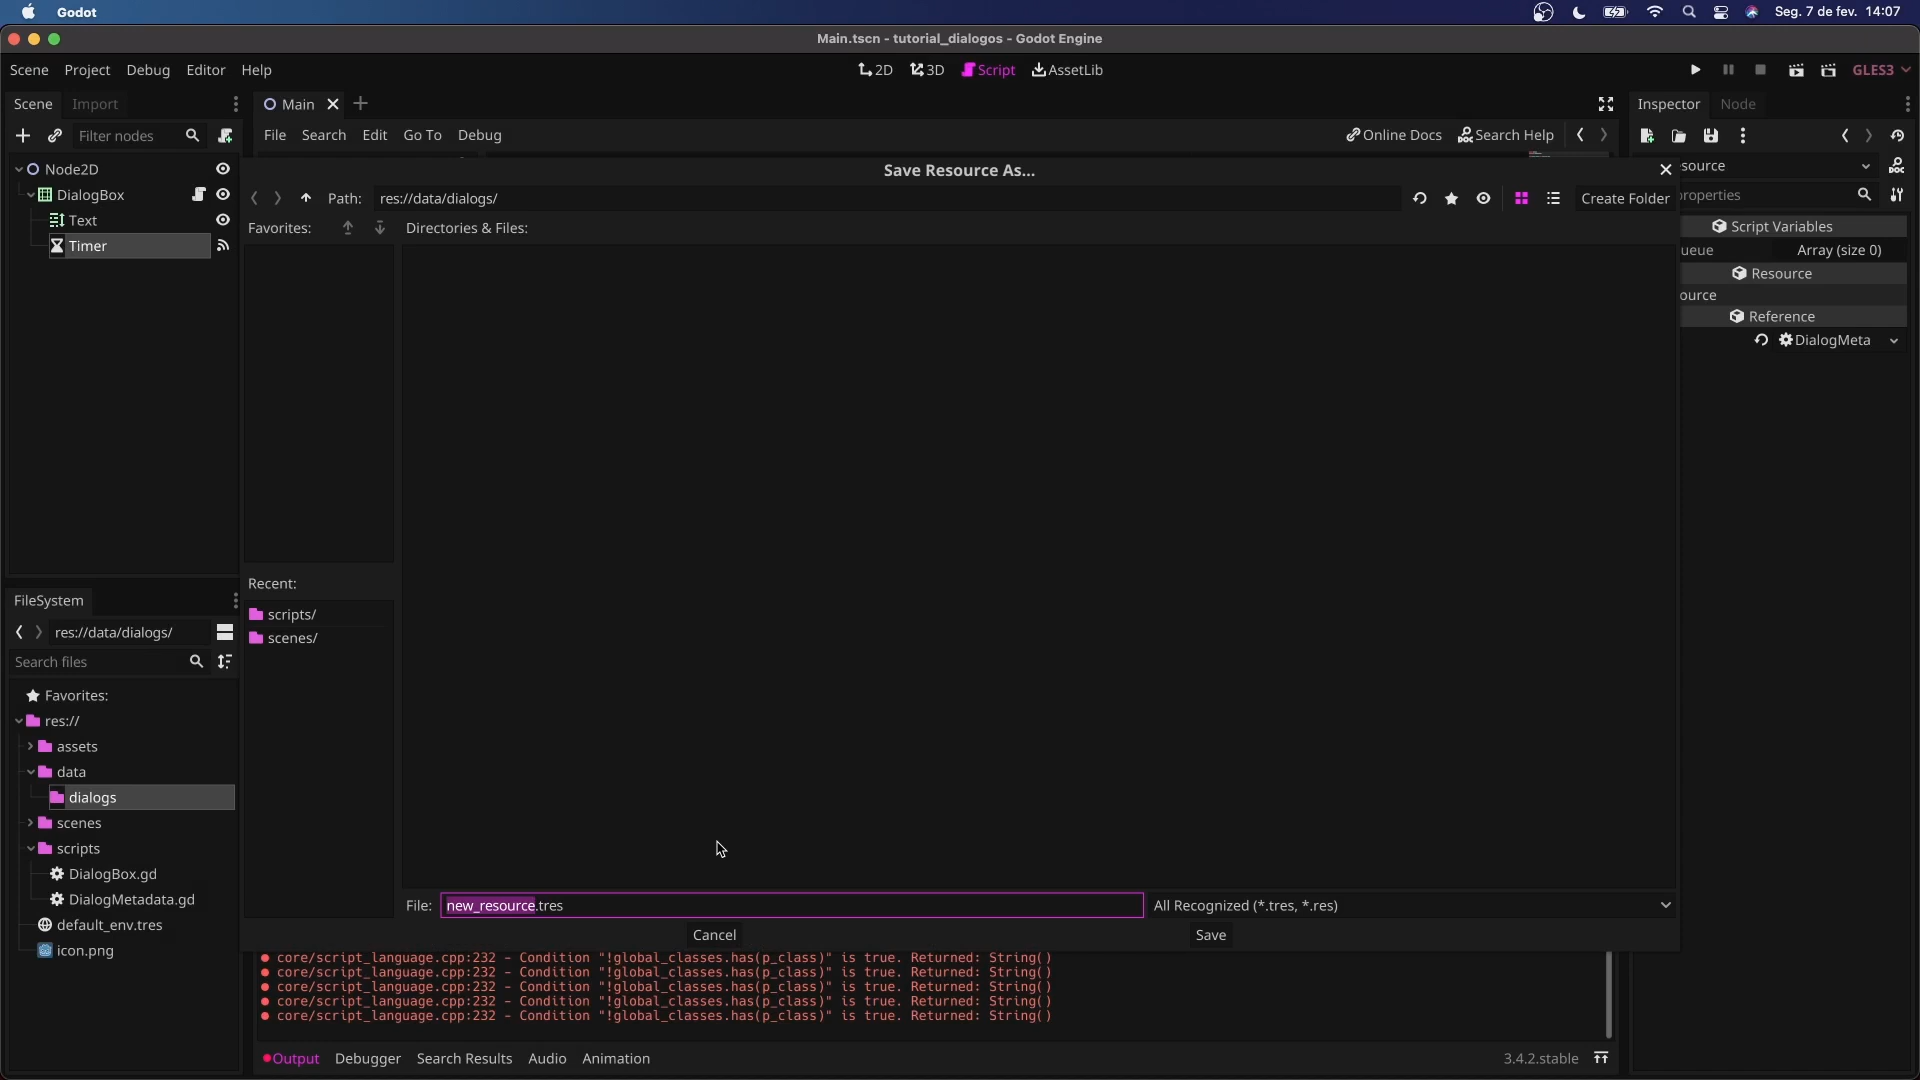 Godot
Seg. 7 de fev. 14:07
Main.tscn - tutorial_dialogos - Godot Engine
Scene Project Debug Editor Help
2D 3D Script AssetLib
GLES3
Scene Import
Main
Inspector Node
Filter nodes
File Search Edit Go To Debug
Online Docs Search Help
Node2D
DialogBox
Text
Timer
Save Resource As...
Path: res://data/dialogs/
Create Folder
Favorites:
Directories & Files:
Recent:
scripts/
scenes/
File: new_resource.tres
All Recognized (*.tres, *.res)
Cancel
Save
source
properties
Script Variables
ueue Array (size 0)
Resource
ource
Reference
DialogMeta
FileSystem
res://data/dialogs/
Search files
Favorites:
res://
assets
data
dialogs
scenes
scripts
DialogBox.gd
DialogMetadata.gd
default_env.tres
icon.png
core/script_language.cpp:232 - Condition "!global_classes.has(p_class)" is true. Returned: String()
core/script_language.cpp:232 - Condition "!global_classes.has(p_class)" is true. Returned: String()
core/script_language.cpp:232 - Condition "!global_classes.has(p_class)" is true. Returned: String()
core/script_language.cpp:232 - Condition "!global_classes.has(p_class)" is true. Returned: String()
core/script_language.cpp:232 - Condition "!global_classes.has(p_class)" is true. Returned: String()
Output Debugger Search Results Audio Animation
3.4.2.stable